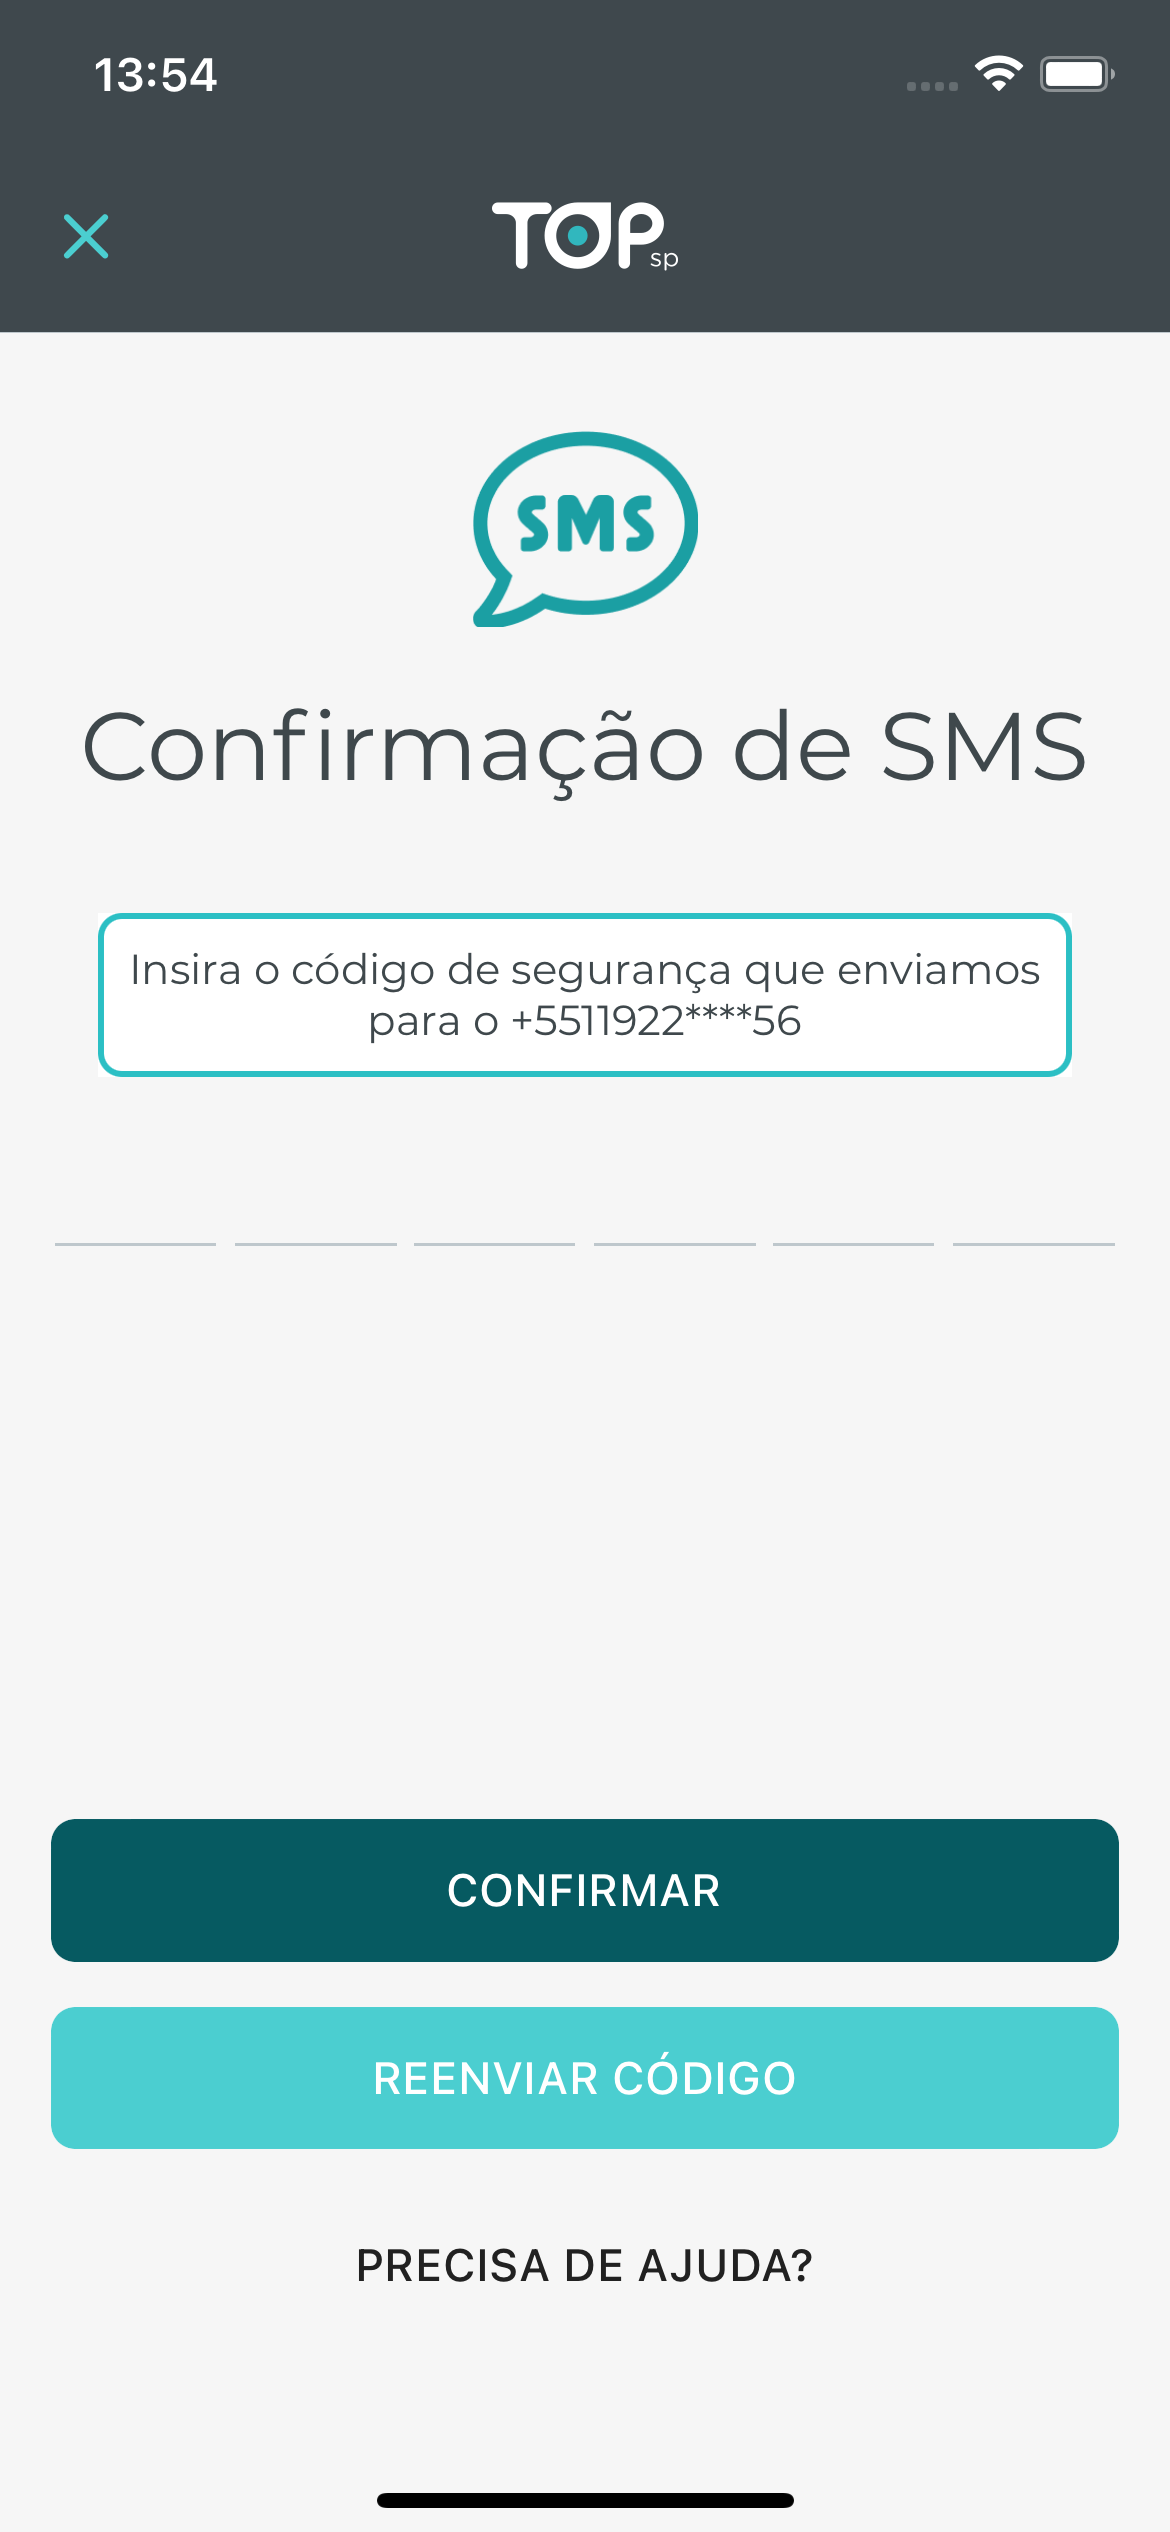 13:54
TOP
sp
SMS
Confirmação de SMS
Insira o código de segurança que enviamos
para o +5511922****56
CONFIRMAR
REENVIAR CÓDIGO
PRECISA DE AJUDA?